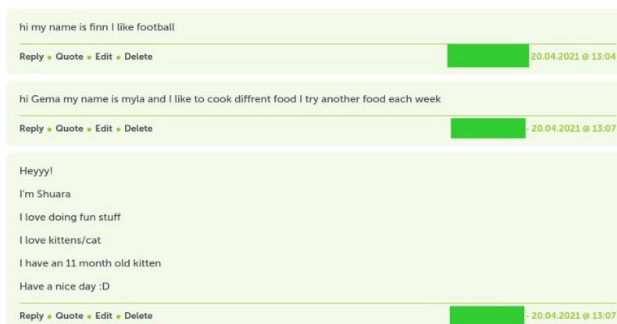 hi my name is finn I like football
Reply • Quote • Edit • Delete 20.04.2021 @ 13:04
hi Gema my name is myla and I like to cook diffrent food I try another food each week
Reply • Quote • Edit • Delete - 20.04.2021 @ 13:07
Heyyy!
I'm Shuara
I love doing fun stuff
I love kittens/cat
I have an 11 month old kitten
Have a nice day :D
Reply • Quote • Edit • Delete - 20.04.2021 @ 13:07